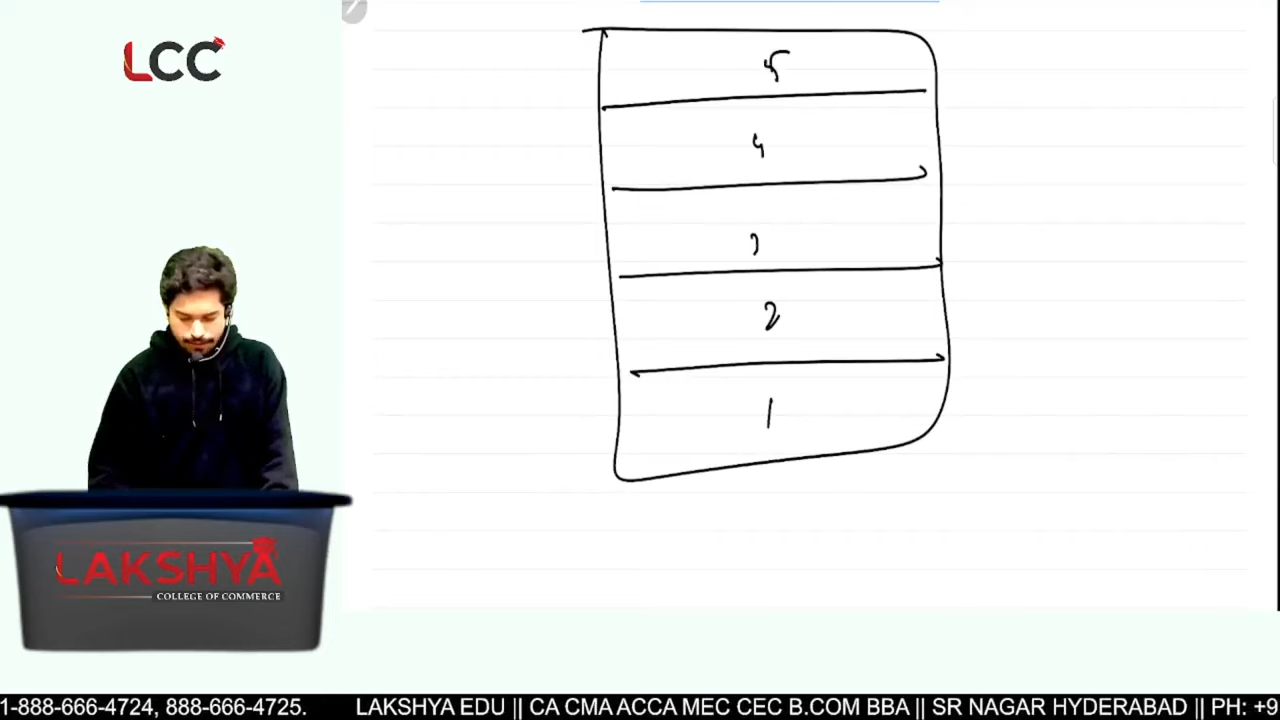 LCC
5
4
3
2
1
LAKSHYA
COLLEGE OF COMMERCE
1-888-666-4724, 888-666-4725. LAKSHYA EDU || CA CMA ACCA MEC CEC B.COM BBA || SR NAGAR HYDERABAD || PH: +9